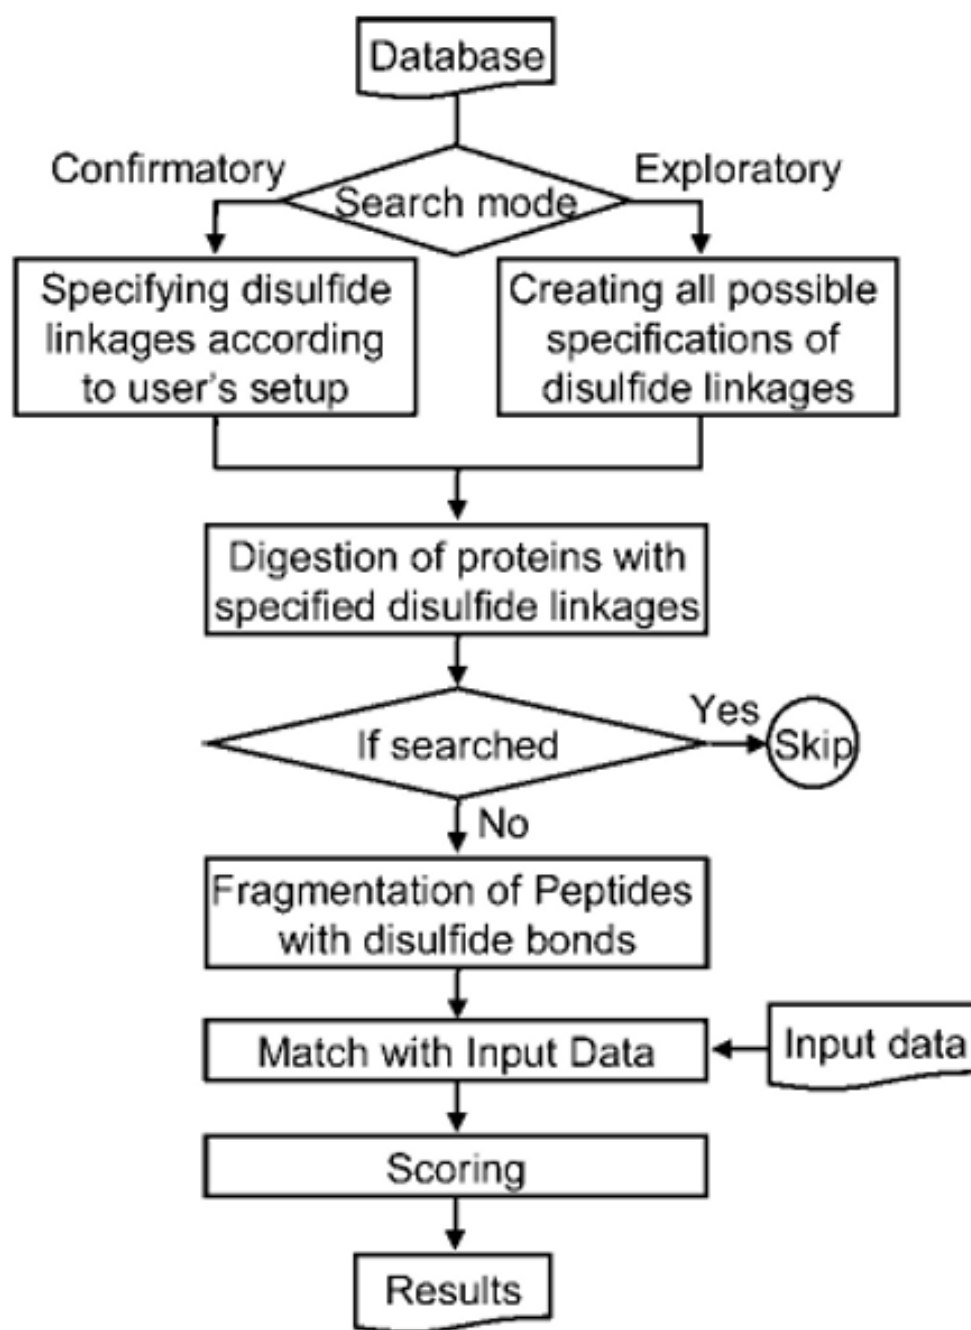 Database
Confirmatory
Exploratory
Search mode
Specifying disulfide
linkages according
to user's setup
Creating all possible
specifications of
disulfide linkages
Digestion of proteins with
specified disulfide linkages
If searched
Yes
Skip
No
Fragmentation of Peptides
with disulfide bonds
Match with Input Data
Input data
Scoring
Results